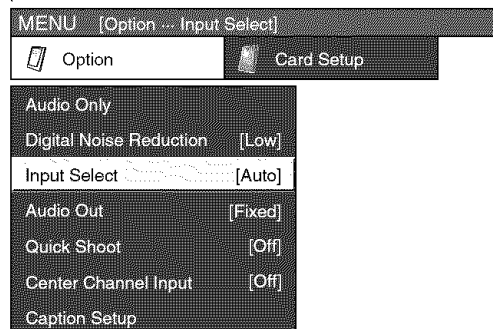 MENU [Option ... Input Select]
Option Card Setup
Audio Only
Digital Noise Reduction [Low]
Input Select [Auto]
Audio Out [Fixed]
Quick Shoot [Off]
Center Channel Input [Off]
Caption Setup